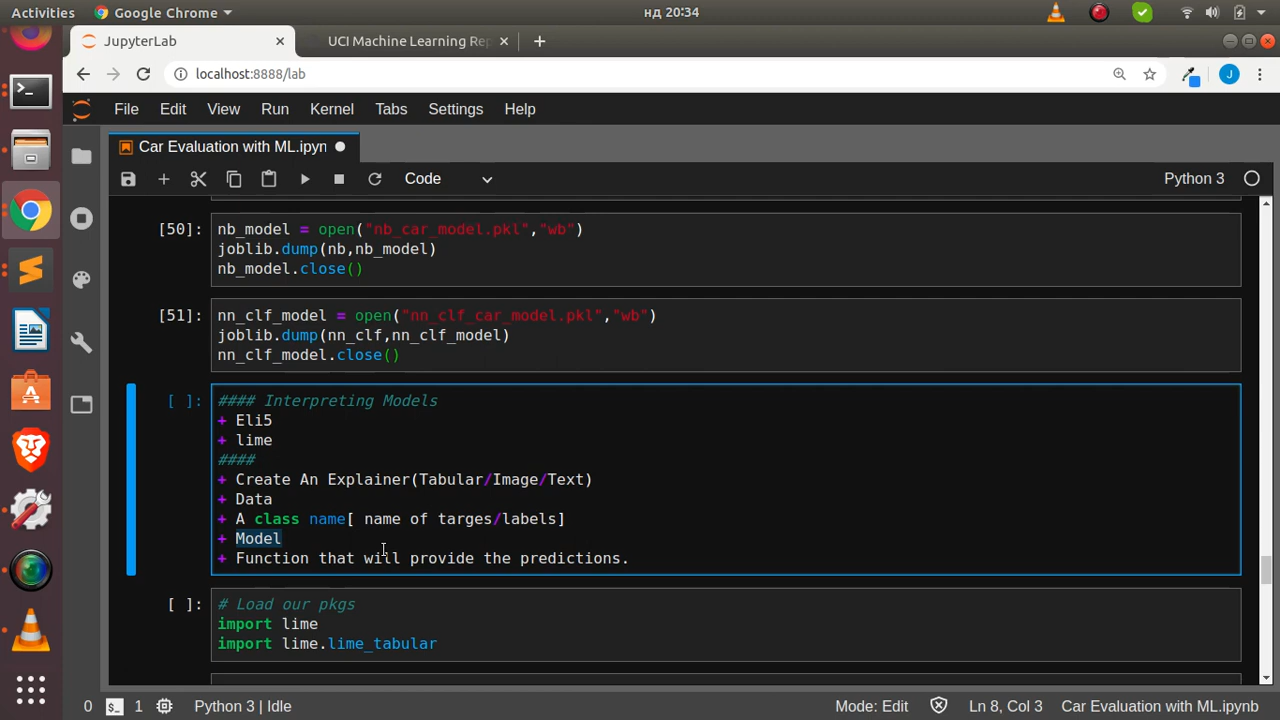 Activities Google Chrome нд 20:34
JupyterLab UCI Machine Learning Rep
localhost:8888/lab J
File Edit View Run Kernel Tabs Settings Help
Car Evaluation with ML.ipyn
Code Python 3
[50]: nb_model = open("nb_car_model.pkl","wb")
joblib.dump(nb,nb_model)
nb_model.close()
[51]: nn_clf_model = open("nn_clf_car_model.pkl","wb")
joblib.dump(nn_clf,nn_clf_model)
nn_clf_model.close()
[ ]: #### Interpreting Models
+ Eli5
+ lime
####
+ Create An Explainer(Tabular/Image/Text)
+ Data
+ A class name[ name of targes/labels]
+ Model
+ Function that will provide the predictions.
[ ]: # Load our pkgs
import lime
import lime.lime_tabular
0 1 Python 3 | Idle Mode: Edit Ln 8, Col 3 Car Evaluation with ML.ipynb